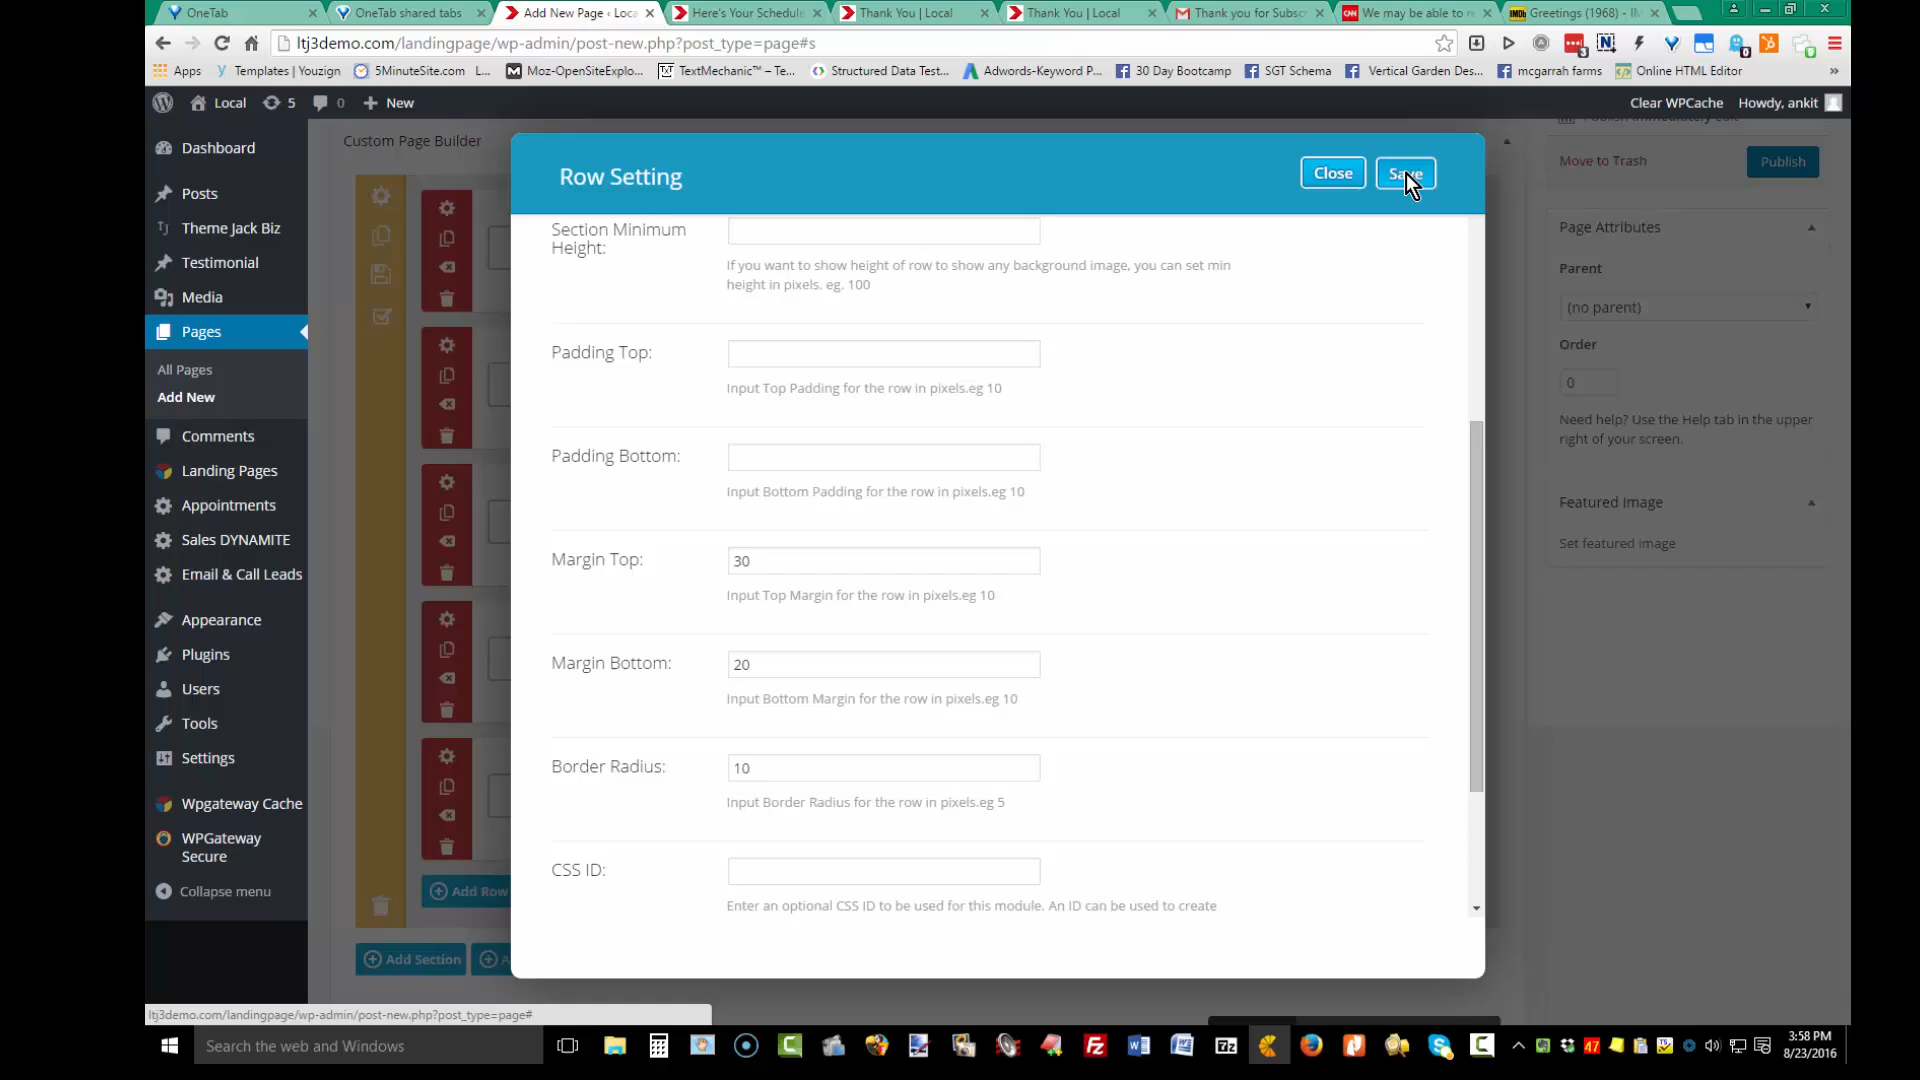 OneTab
OneTab shared tabs
Add New Page ‹ Loca
Here's Your Schedule
Thank You | Local
Thank You | Local
Thank you for Subsc
CNN We may be able to re
IMDb Greetings (1968) - IM
ltj3demo.com/landingpage/wp-admin/post-new.php?post_type=page#s
Apps
Templates | Youzign
5MinuteSite.com L...
Moz-OpenSiteExplo...
TextMechanic™ – Te...
Structured Data Test...
Adwords-Keyword P...
30 Day Bootcamp
SGT Schema
Vertical Garden Des...
mcgarrah farms
Online HTML Editor
»
Local
5
0
New
Clear WPCache
Howdy, ankit
Dashboard
Posts
Theme Jack Biz
Testimonial
Media
Pages
All Pages
Add New
Comments
Landing Pages
Appointments
Sales DYNAMITE
Email & Call Leads
Appearance
Plugins
Users
Tools
Settings
Wpgateway Cache
WPGateway
Secure
Collapse menu
Custom Page Builder
Add Row
Add Section
Row Setting
Close
Save
Section Minimum
Height:
If you want to show height of row to show any background image, you can set min
height in pixels. eg. 100
Padding Top:
Input Top Padding for the row in pixels.eg 10
Padding Bottom:
Input Bottom Padding for the row in pixels.eg 10
Margin Top:
30
Input Top Margin for the row in pixels.eg 10
Margin Bottom:
20
Input Bottom Margin for the row in pixels.eg 10
Border Radius:
10
Input Border Radius for the row in pixels.eg 5
CSS ID:
Enter an optional CSS ID to be used for this module. An ID can be used to create
Publish immediately Edit
Move to Trash
Publish
Page Attributes
Parent
(no parent)
Order
0
Need help? Use the Help tab in the upper
right of your screen.
Featured Image
Set featured image
ltj3demo.com/landingpage/wp-admin/post-new.php?post_type=page#
Search the web and Windows
7z
47
3:58 PM
8/23/2016